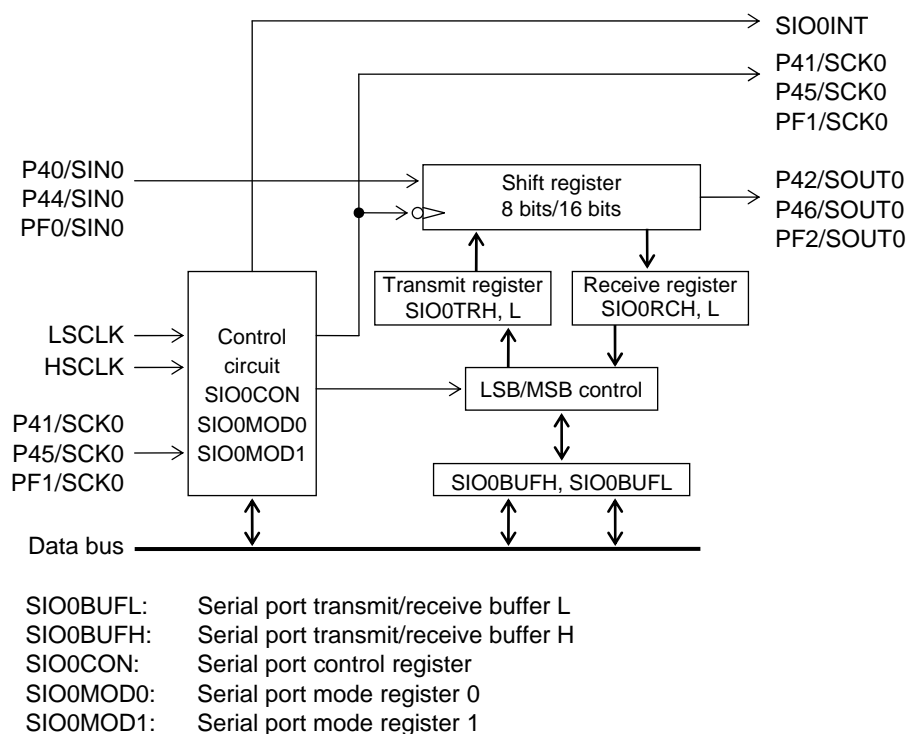 SIO0INT
P41/SCK0
P45/SCK0
PF1/SCK0
P40/SIN0
P44/SIN0
PF0/SIN0
Shift register
8 bits/16 bits
P42/SOUT0
P46/SOUT0
PF2/SOUT0
Transmit register
SIO0TRH, L
Receive register
SIO0RCH, L
LSCLK
HSCLK
P41/SCK0
P45/SCK0
PF1/SCK0
Control
circuit
SIO0CON
SIO0MOD0
SIO0MOD1
LSB/MSB control
SIO0BUFH, SIO0BUFL
Data bus
SIO0BUFL: Serial port transmit/receive buffer L
SIO0BUFH: Serial port transmit/receive buffer H
SIO0CON: Serial port control register
SIO0MOD0: Serial port mode register 0
SIO0MOD1: Serial port mode register 1